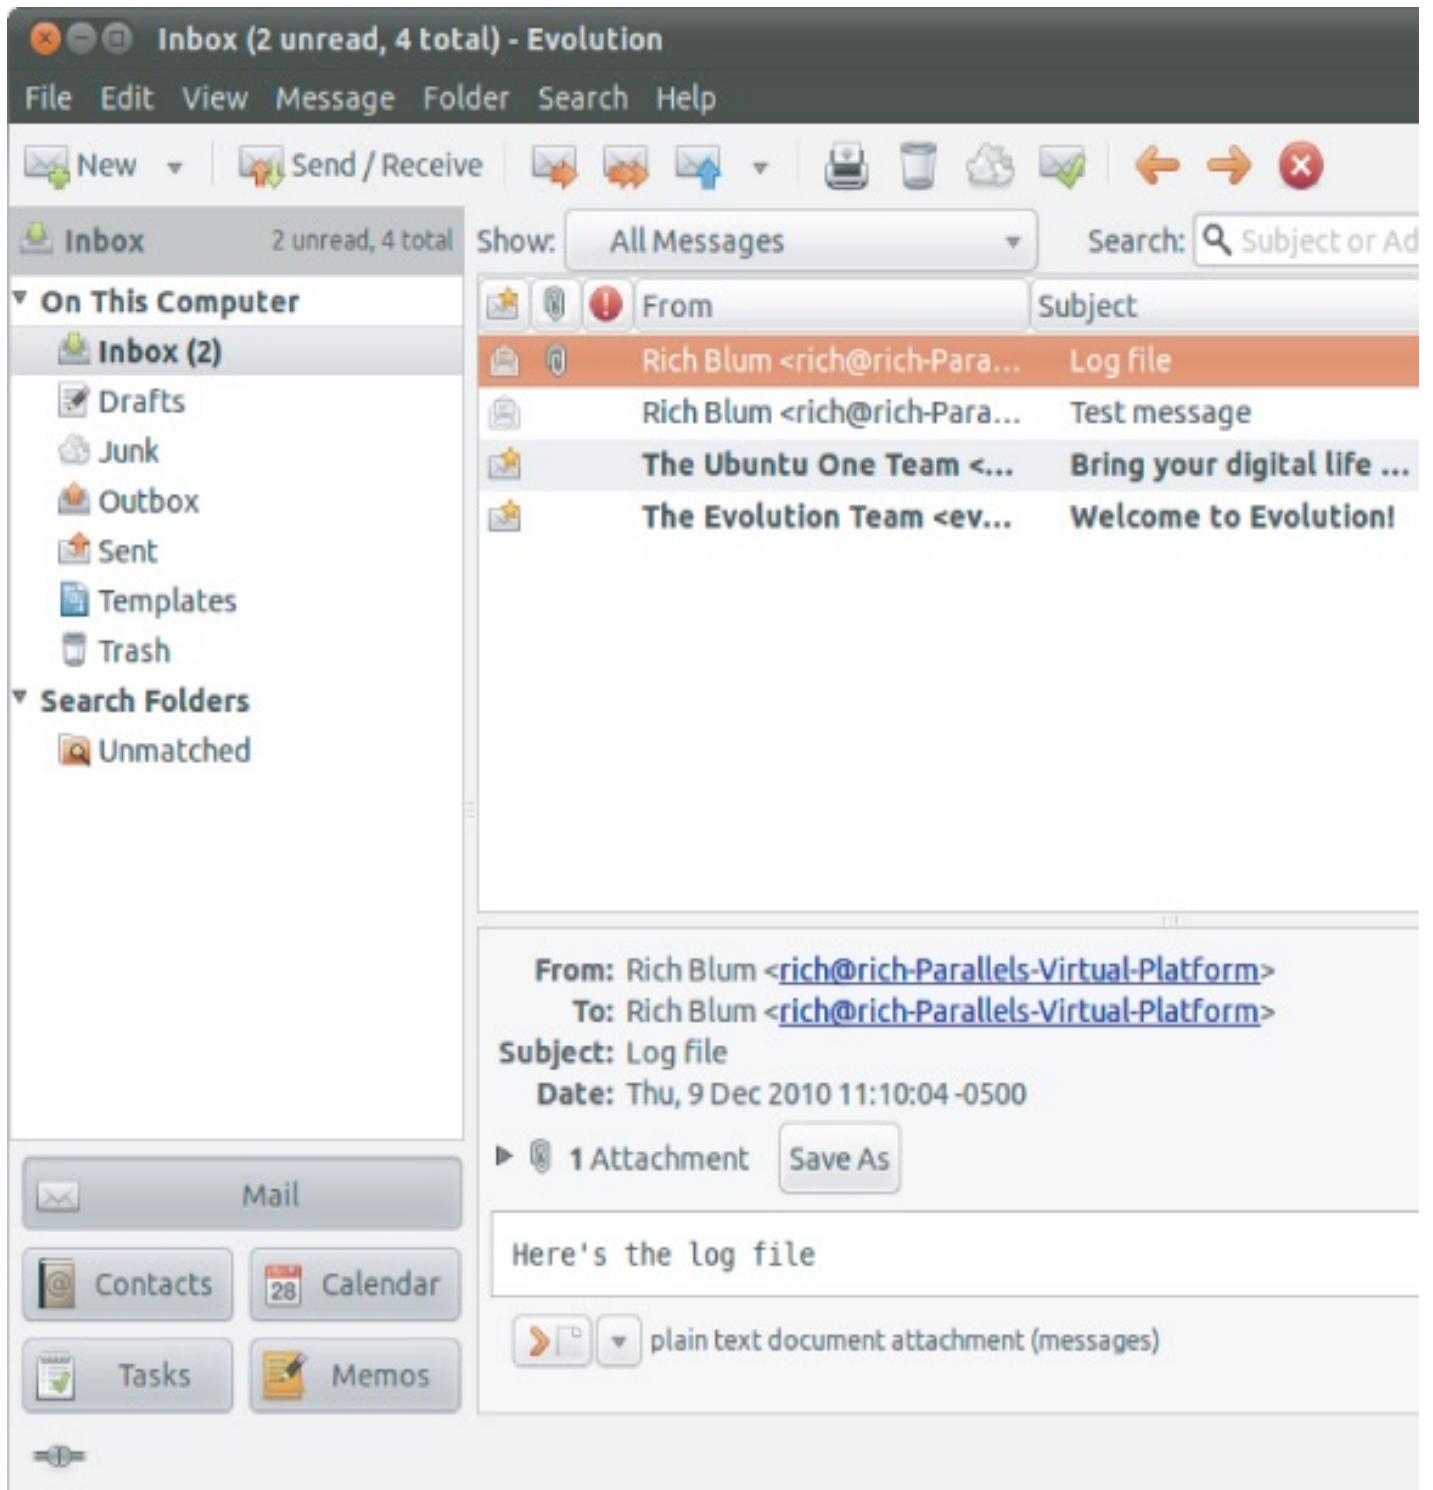 Inbox (2 unread, 4 total) - Evolution
File Edit View Message Folder Search Help
New Send / Receive
Inbox 2 unread, 4 total
Show: All Messages Search: Subject or Ad
On This Computer
Inbox (2)
Drafts
Junk
Outbox
Sent
Templates
Trash
Search Folders
Unmatched
From Subject
Rich Blum <rich@rich-Para... Log file
Rich Blum <rich@rich-Para... Test message
The Ubuntu One Team <... Bring your digital life ...
The Evolution Team <ev... Welcome to Evolution!
From: Rich Blum <rich@rich-Parallels-Virtual-Platform>
To: Rich Blum <rich@rich-Parallels-Virtual-Platform>
Subject: Log file
Date: Thu, 9 Dec 2010 11:10:04 -0500
1 Attachment Save As
Here's the log file
plain text document attachment (messages)
Mail
Contacts 28 Calendar
Tasks Memos